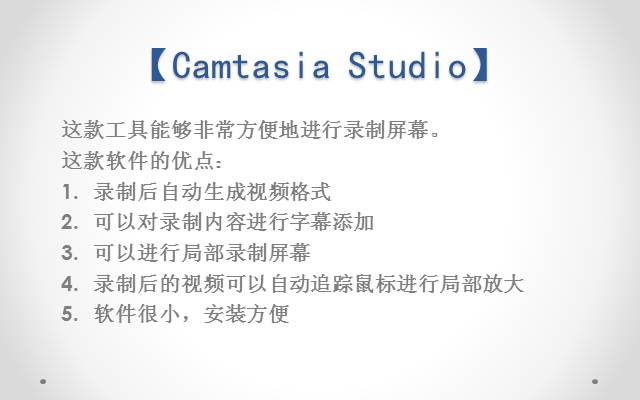 【Camtasia Studio】
这款工具能够非常方便地进行录制屏幕。
这款软件的优点：
1. 录制后自动生成视频格式
2. 可以对录制内容进行字幕添加
3. 可以进行局部录制屏幕
4. 录制后的视频可以自动追踪鼠标进行局部放大
5. 软件很小，安装方便